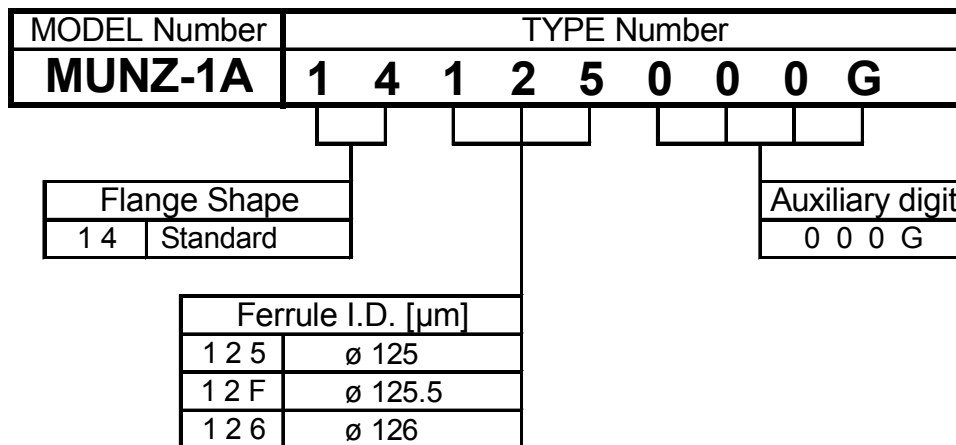 MODEL Number TYPE Number
MUNZ-1A 1 4 1 2 5 0 0 0 G
Flange Shape Auxiliary digit
1 4 Standard 0 0 0 G
Ferrule I.D. [µm]
1 2 5 ø 125
1 2 F ø 125.5
1 2 6 ø 126